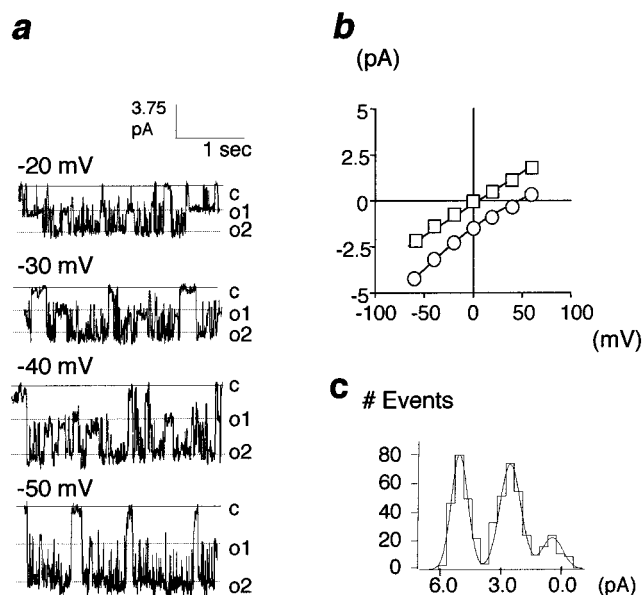 a
3.75
pA
1 sec
-20 mV
c
o1
o2
-30 mV
c
o1
o2
-40 mV
c
o1
o2
-50 mV
c
o1
o2
b
(pA)
5
2.5
0
-2.5
-5
-100 -50 0 50 100
(mV)
c # Events
80
60
40
20
0
6.0 3.0 0.0 (pA)